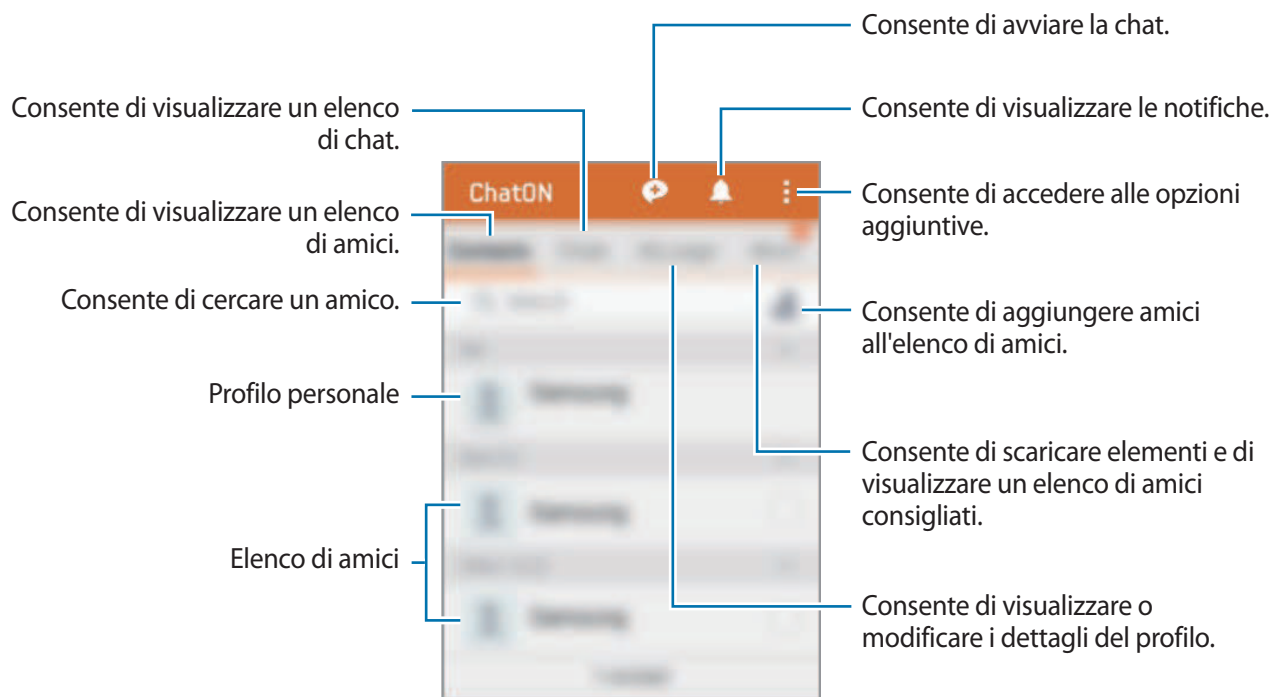 Consente di avviare la chat.
Consente di visualizzare un elenco
di chat.
Consente di visualizzare le notifiche.
ChatON
Consente di accedere alle opzioni
aggiuntive.
Consente di visualizzare un elenco
di amici.
Consente di cercare un amico.
Consente di aggiungere amici
all'elenco di amici.
Profilo personale
Samsung
Consente di scaricare elementi e di
visualizzare un elenco di amici
consigliati.
Samsung
Elenco di amici
Samsung
Consente di visualizzare o
modificare i dettagli del profilo.